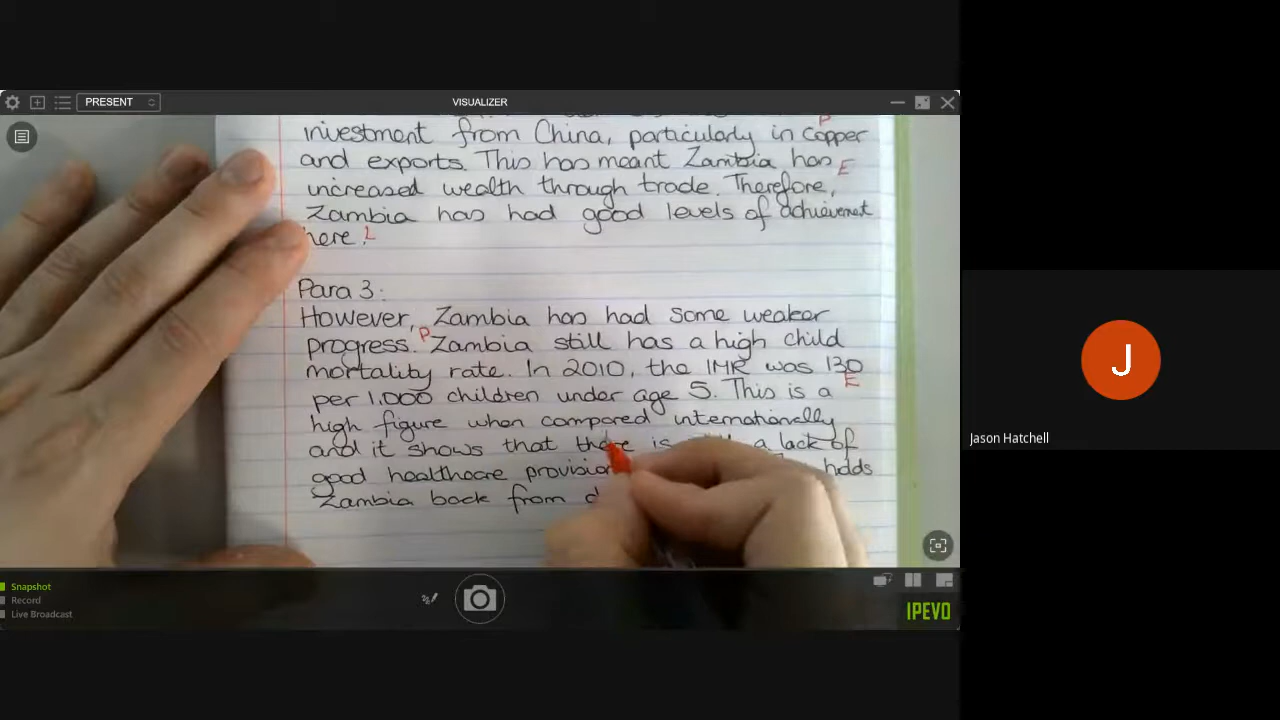 PRESENT
VISUALIZER
investment from China, particularly in copper
P
and exports. This has meant Zambia has
E
increased wealth through trade. Therefore,
Zambia has had good levels of achievement
here. L
Para 3:
However, Zambia has had some weaker
progress. P Zambia still has a high child
mortality rate. In 2010, the IMR was 130
E
per 1,000 children under age 5. This is a
high figure when compared internationally
and it shows that there is a lack of
good healthcare provision holds
Zambia back from
J
Jason Hatchell
Snapshot
Record
Live Broadcast
IPEVO